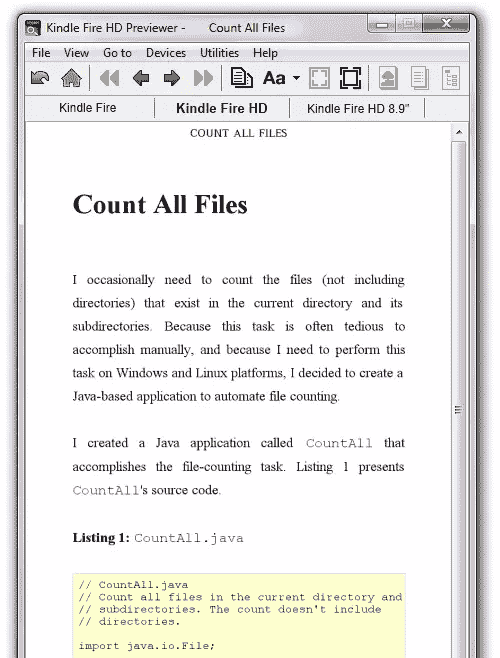 Kindle Fire HD Previewer - Count All Files
File View Go to Devices Utilities Help
Aa
Kindle Fire Kindle Fire HD Kindle Fire HD 8.9"
COUNT ALL FILES
Count All Files
I occasionally need to count the files (not including
directories) that exist in the current directory and its
subdirectories. Because this task is often tedious to
accomplish manually, and because I need to perform this
task on Windows and Linux platforms, I decided to create a
Java-based application to automate file counting.
I created a Java application called CountAll that
accomplishes the file-counting task. Listing 1 presents
CountAll's source code.
Listing 1: CountAll.java
// CountAll.java
// Count all files in the current directory and
// subdirectories. The count doesn't include
// directories.
import java.io.File;